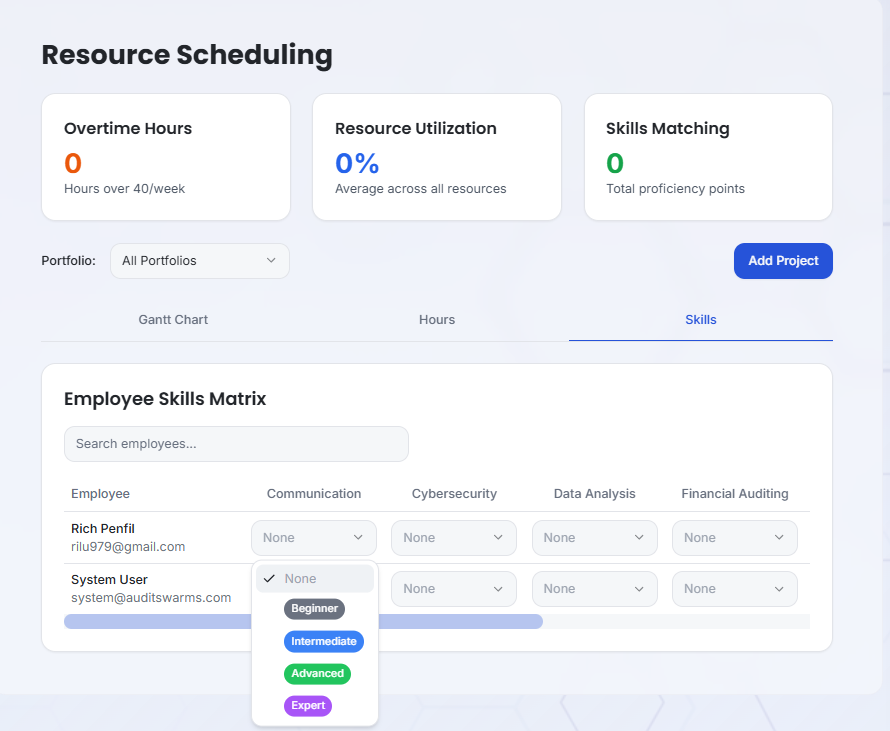 Resource Scheduling
Overtime Hours
0
Hours over 40/week
Resource Utilization
0%
Average across all resources
Skills Matching
0
Total proficiency points
Portfolio:
All Portfolios
Add Project
Gantt Chart
Hours
Skills
Employee Skills Matrix
Search employees...
Employee
Communication
Cybersecurity
Data Analysis
Financial Auditing
Rich Penfil
rilu979@gmail.com
None
None
None
None
System User
system@auditswarms.com
None
None
None
None
Beginner
Intermediate
Advanced
Expert